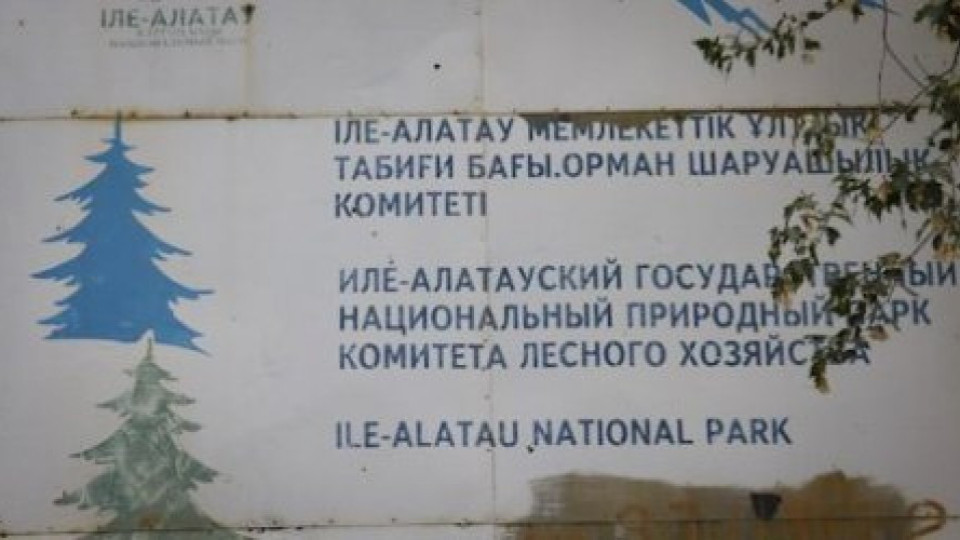 ІЛЕ-АЛАТАУ
ІЛЕ-АЛАТАУ МЕМЛЕКЕТТІК ҰЛТТЫҚ
ТАБИҒИ БАҒЫ.ОРМАН ШАРУАШЫЛЫҚ
КОМИТЕТІ
ИЛЕ-АЛАТАУСКИЙ ГОСУДАРСТВЕННЫЙ
НАЦИОНАЛЬНЫЙ ПРИРОДНЫЙ ПАРК
КОМИТЕТА ЛЕСНОГО ХОЗЯЙСТВА
ILE-ALATAU NATIONAL PARK